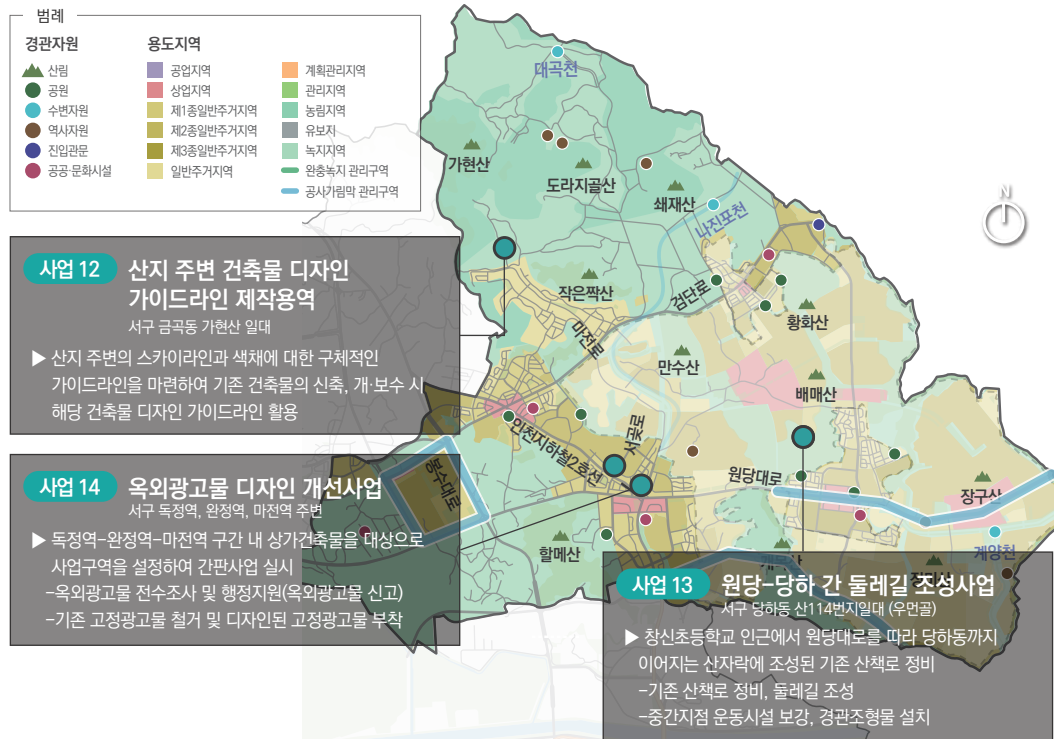 범례
경관자원
산림
공원
수변자원
역사자원
진입관문
공공·문화시설
용도지역
공업지역
상업지역
제1종일반주거지역
제2종일반주거지역
제3종일반주거지역
일반주거지역
계획관리지역
관리지역
농림지역
유보지
녹지지역
완충녹지 관리구역
공사가림막 관리구역
대곡천
가현산
도라지골산
쇄재산
나진포천
N
작은짝산
검단로
황화산
마전로
만수산
배매산
인천지하철2호선
서곶로
원당대로
장구산
봉수대로
할메산
계양천
사업 12 산지 주변 건축물 디자인
가이드라인 제작용역
서구 금곡동 가현산 일대
▶ 산지 주변의 스카이라인과 색채에 대한 구체적인
가이드라인을 마련하여 기존 건축물의 신축, 개·보수 시
해당 건축물 디자인 가이드라인 활용
사업 14 옥외광고물 디자인 개선사업
서구 독정역, 완정역, 마전역 주변
▶ 독정역-완정역-마전역 구간 내 상가건축물을 대상으로
사업구역을 설정하여 간판사업 실시
-옥외광고물 전수조사 및 행정지원(옥외광고물 신고)
-기존 고정광고물 철거 및 디자인된 고정광고물 부착
사업 13 원당-당하 간 둘레길 조성사업
서구 당하동 산114번지일대 (우먼골)
▶ 창신초등학교 인근에서 원당대로를 따라 당하동까지
이어지는 산자락에 조성된 기존 산책로 정비
-기존 산책로 정비, 둘레길 조성
-중간지점 운동시설 보강, 경관조형물 설치